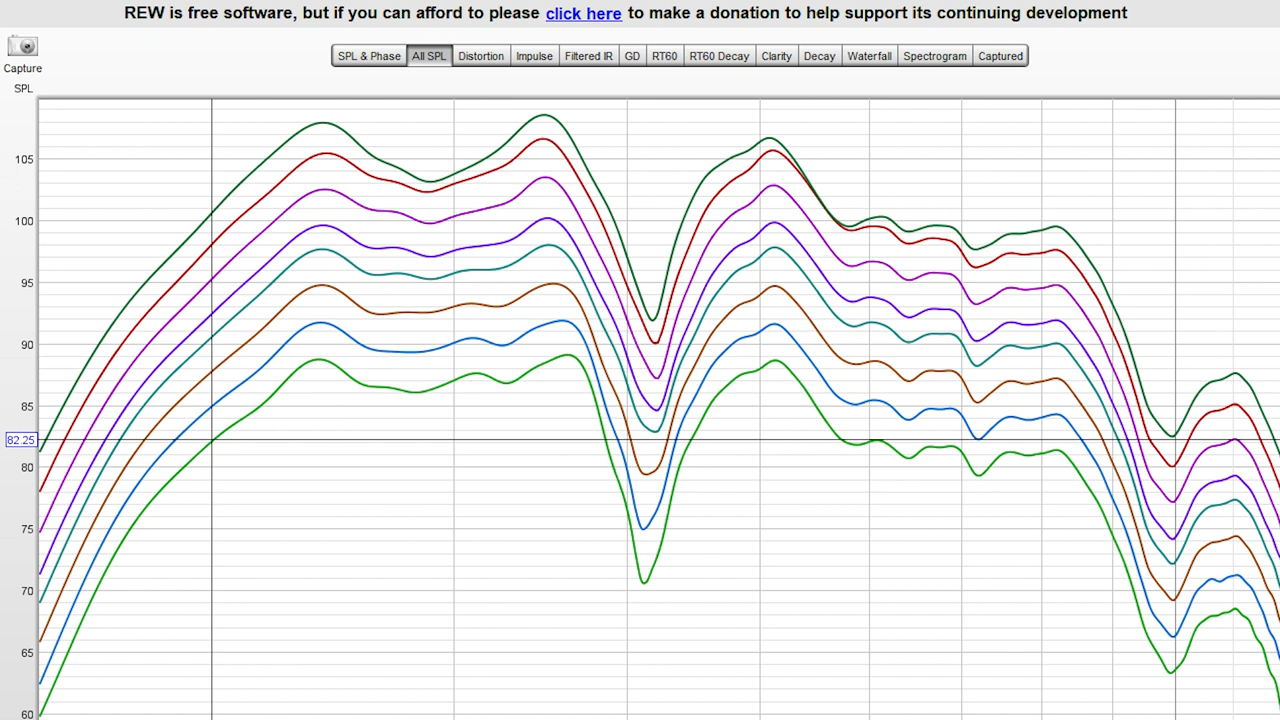 REW is free software, but if you can afford to please click here to make a donation to help support its continuing development
Capture
SPL & Phase All SPL Distortion Impulse Filtered IR GD RT60 RT60 Decay Clarity Decay Waterfall Spectrogram Captured
SPL
105
100
95
90
85
82.25
80
75
70
65
60